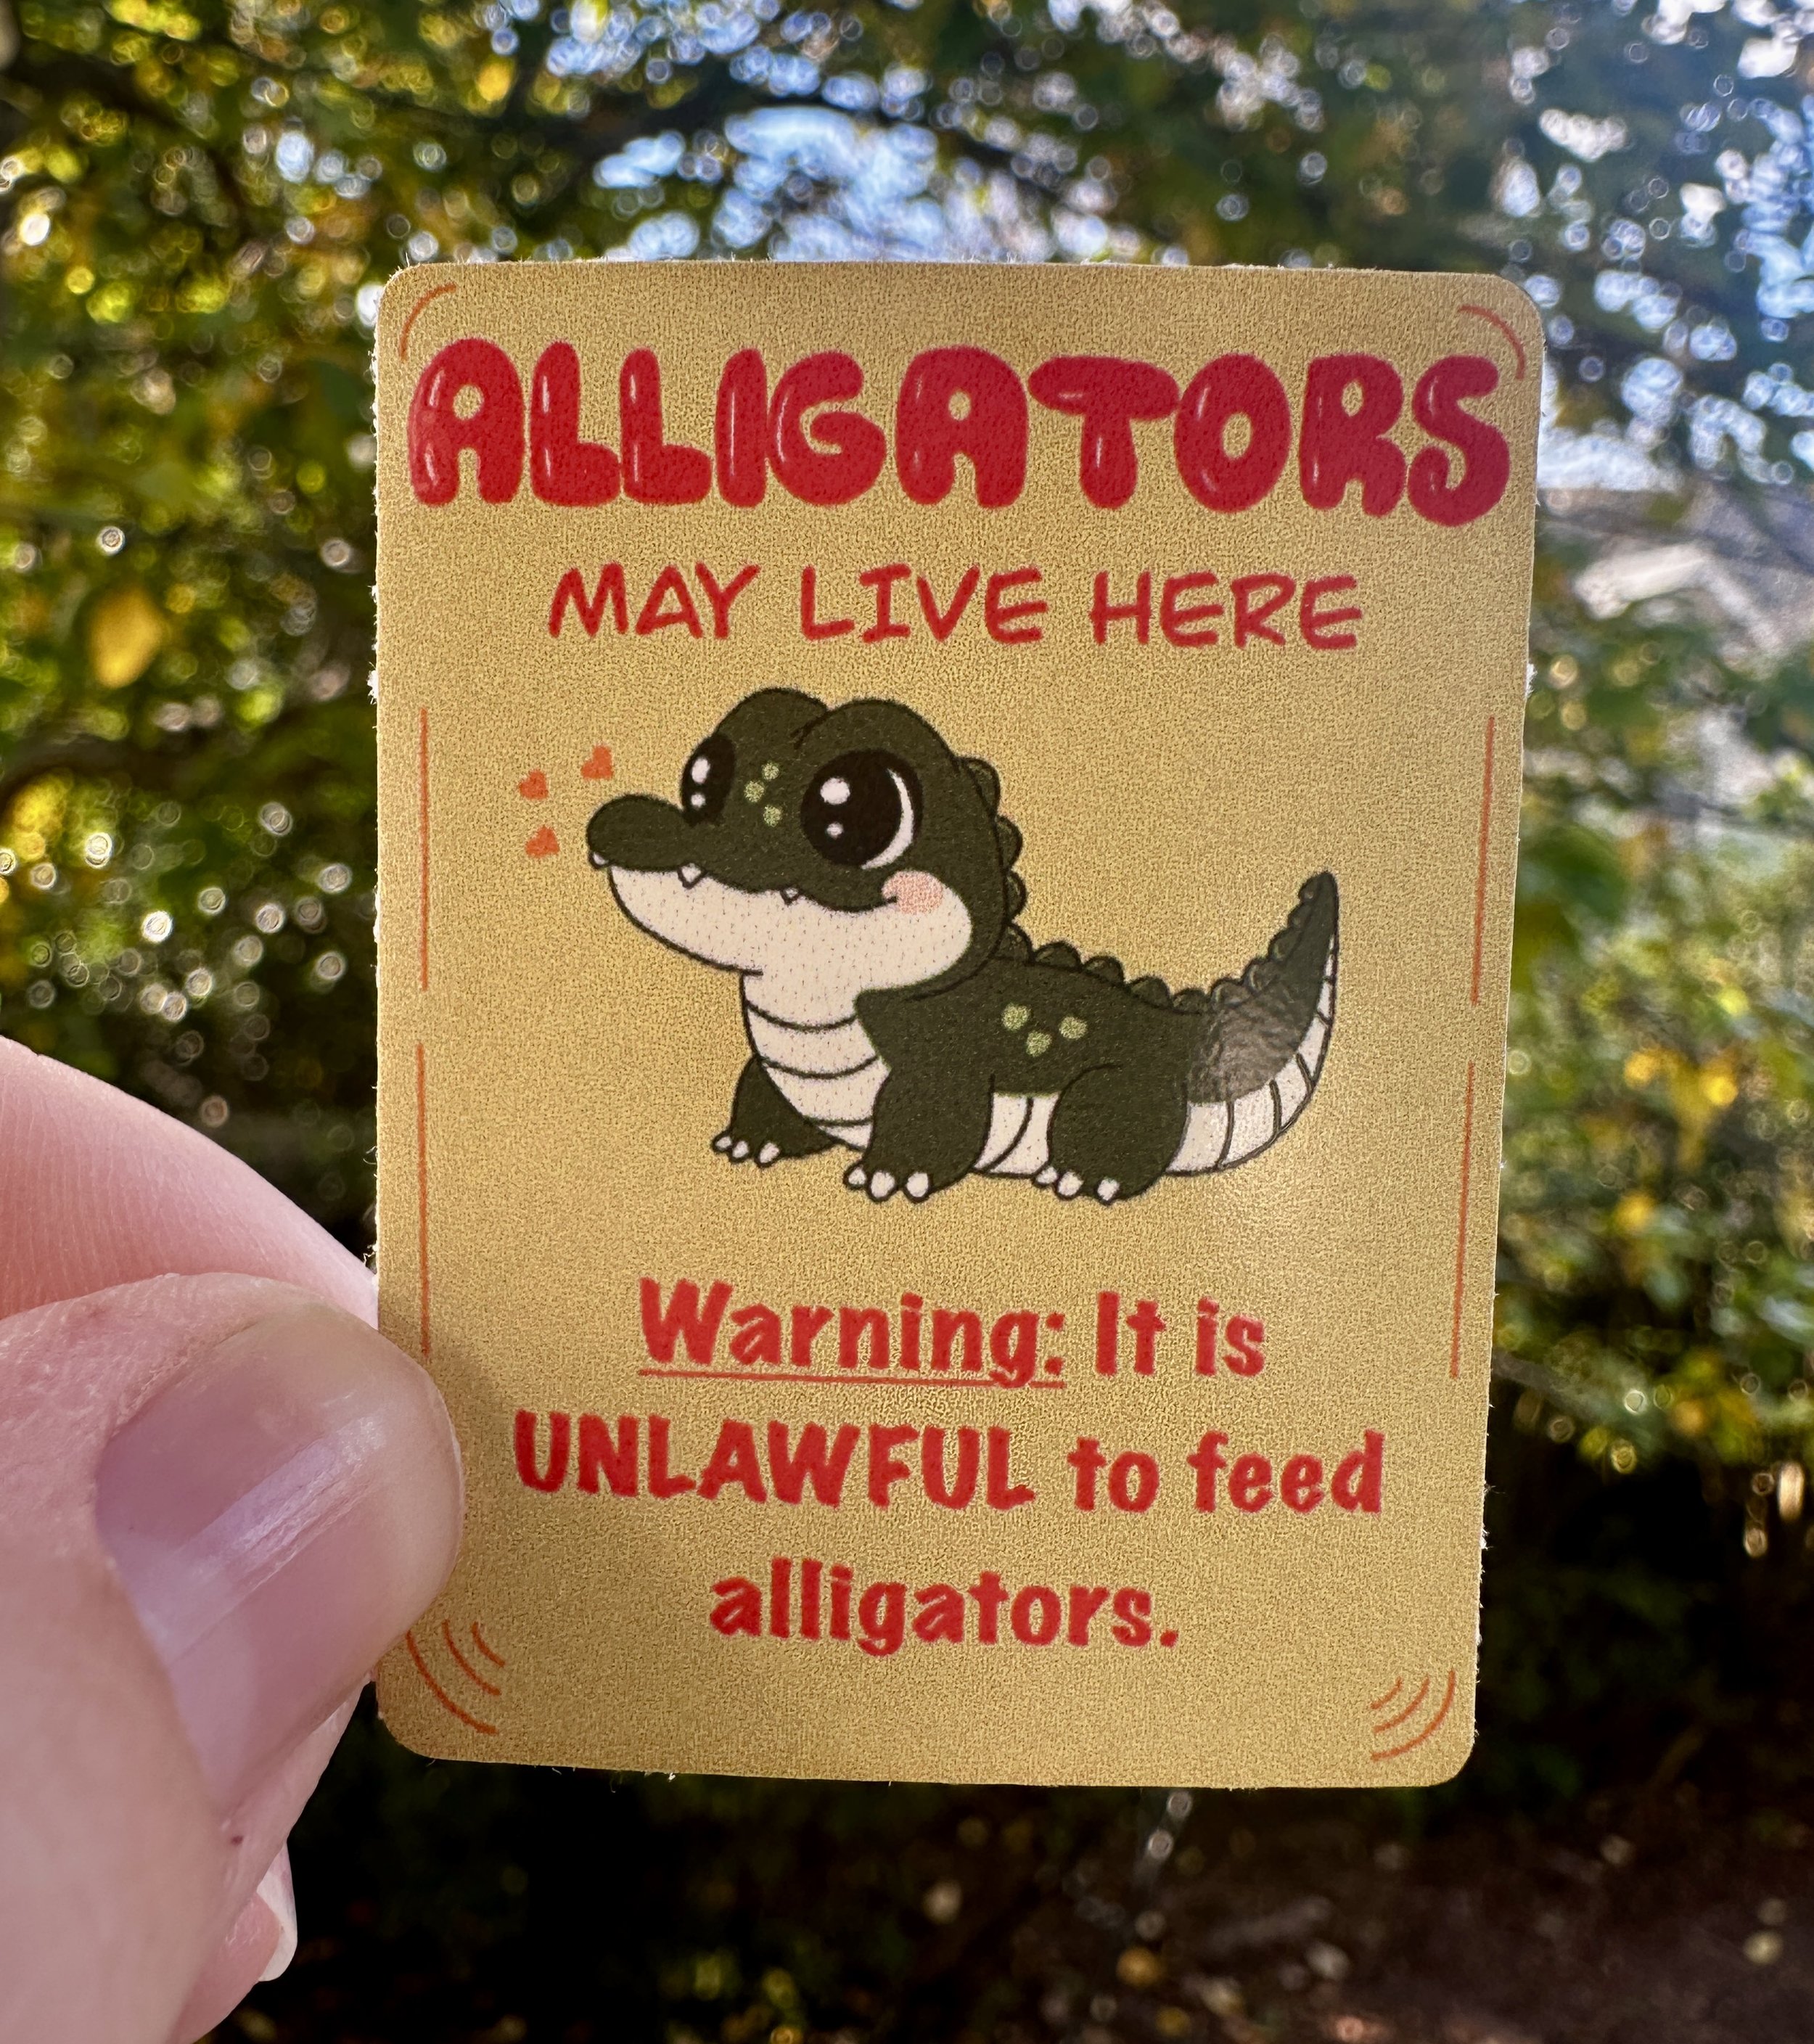 ALLIGATORS
MAY LIVE HERE
Warning: It is
UNLAWFUL to feed
alligators.